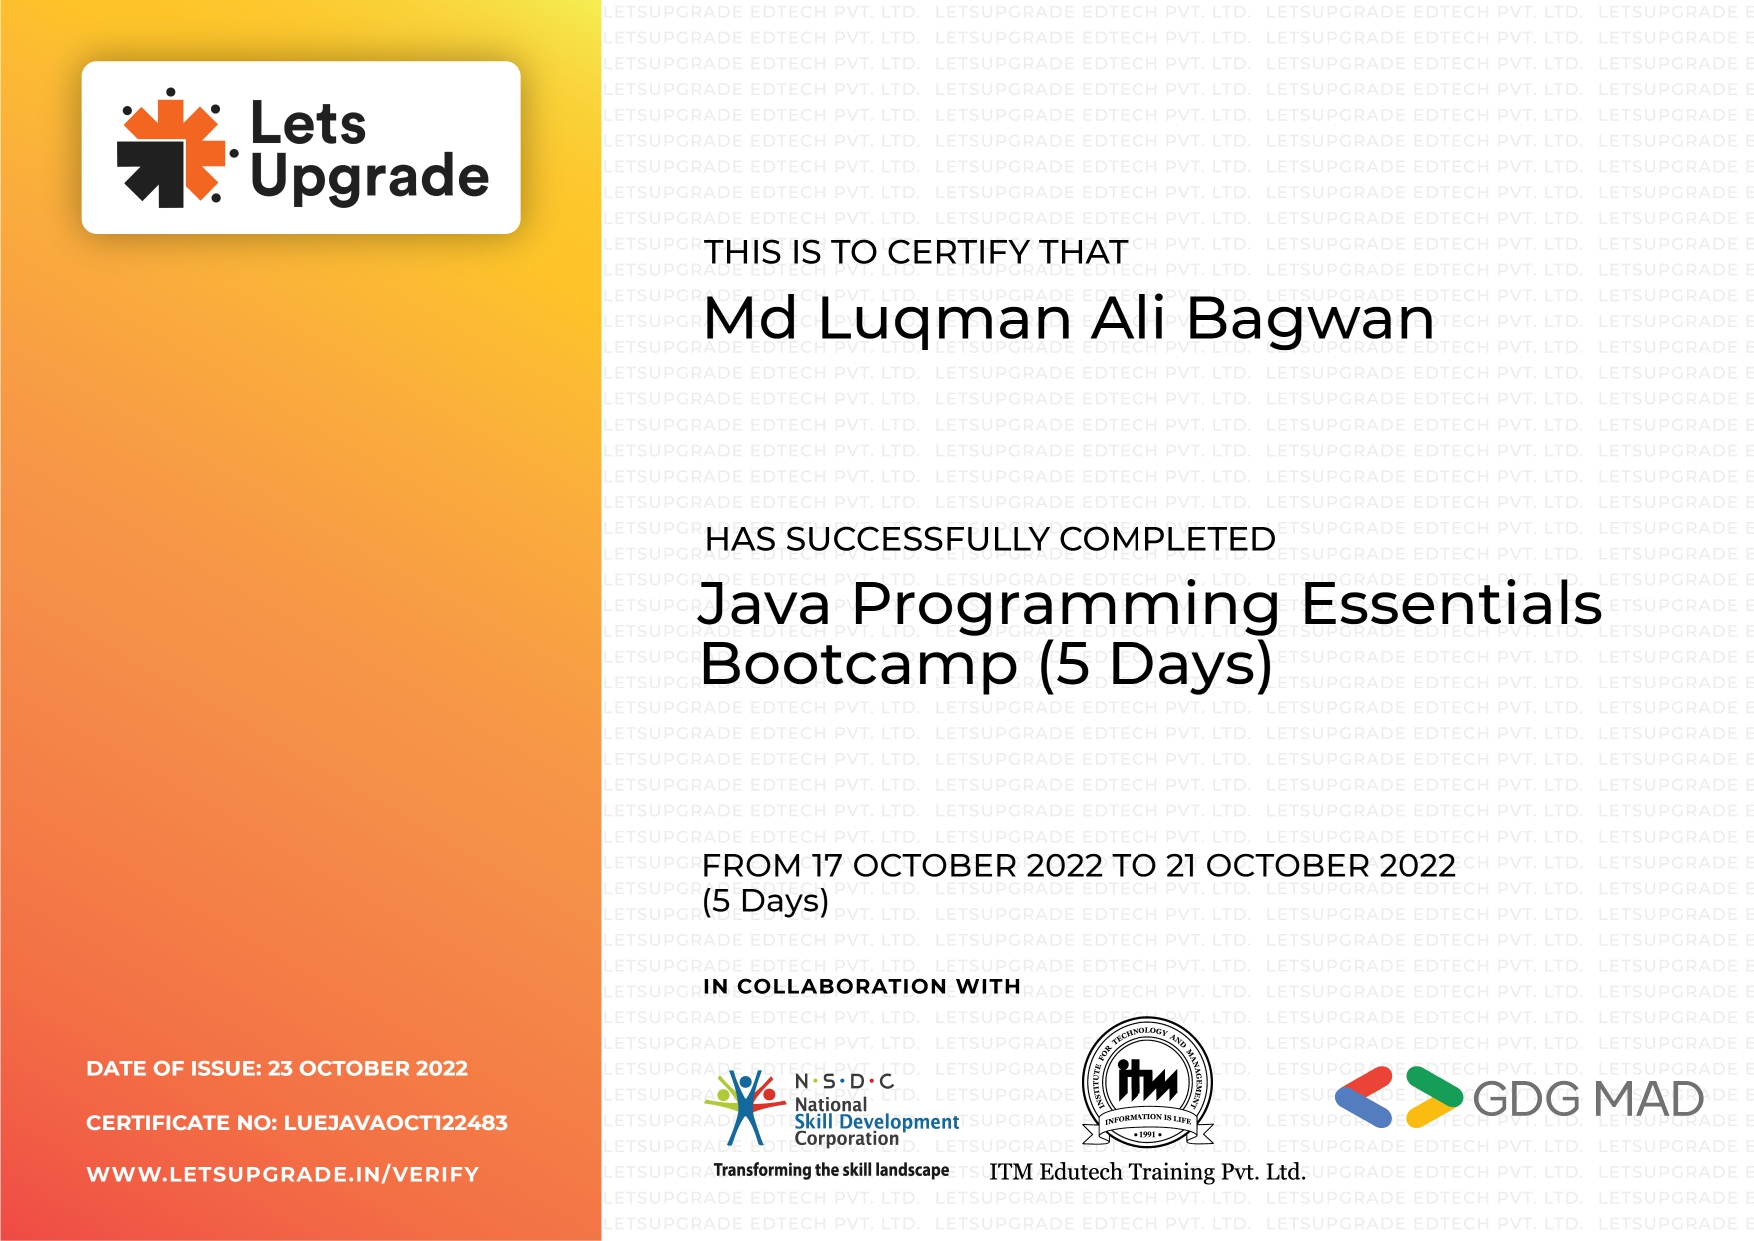 Lets
Upgrade
THIS IS TO CERTIFY THAT
Md Luqman Ali Bagwan
HAS SUCCESSFULLY COMPLETED
Java Programming Essentials
Bootcamp (5 Days)
FROM 17 OCTOBER 2022 TO 21 OCTOBER 2022
(5 Days)
IN COLLABORATION WITH
N·S·D·C
National
Skill Development
Corporation
Transforming the skill landscape
INSTITUTE FOR TECHNOLOGY AND MANAGEMENT
itm
INFORMATION IS LIFE
• 1991 •
ITM Edutech Training Pvt. Ltd.
GDG MAD
DATE OF ISSUE: 23 OCTOBER 2022
CERTIFICATE NO: LUEJAVAOCT122483
WWW.LETSUPGRADE.IN/VERIFY
LETSUPGRADE EDTECH PVT. LTD.